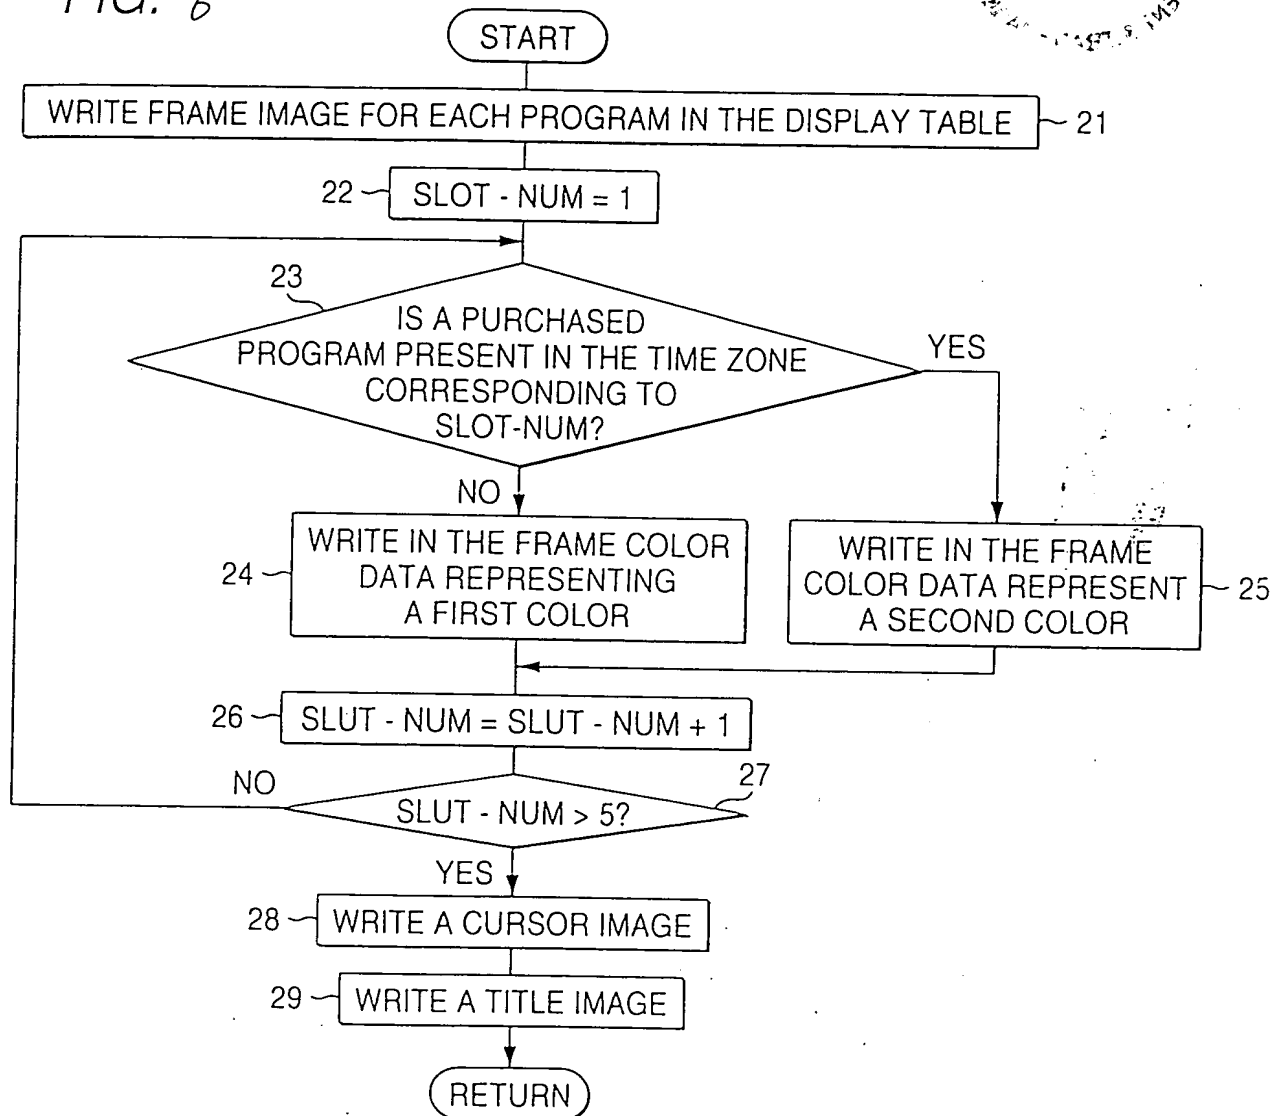 FIG. 6
START
WRITE FRAME IMAGE FOR EACH PROGRAM IN THE DISPLAY TABLE
21
22
SLOT - NUM = 1
23
IS A PURCHASED
PROGRAM PRESENT IN THE TIME ZONE
CORRESPONDING TO
SLOT-NUM?
YES
NO
24
WRITE IN THE FRAME COLOR
DATA REPRESENTING
A FIRST COLOR
WRITE IN THE FRAME
COLOR DATA REPRESENT
A SECOND COLOR
25
26
SLUT - NUM = SLUT - NUM + 1
27
NO
SLUT - NUM > 5?
YES
28
WRITE A CURSOR IMAGE
29
WRITE A TITLE IMAGE
RETURN